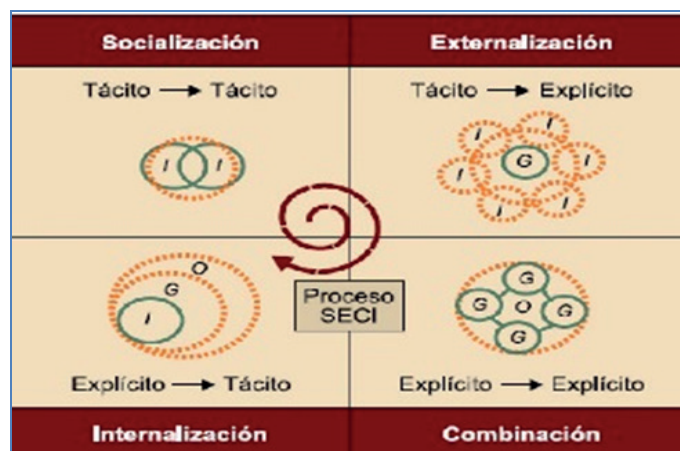 Socialización
Externalización
Tácito → Tácito
Tácito → Explícito
I I
I
I
I
G
I
I
I
O
G
I
Proceso
SECI
G
G O G
G
Explícito → Tácito
Explícito → Explícito
Internalización
Combinación